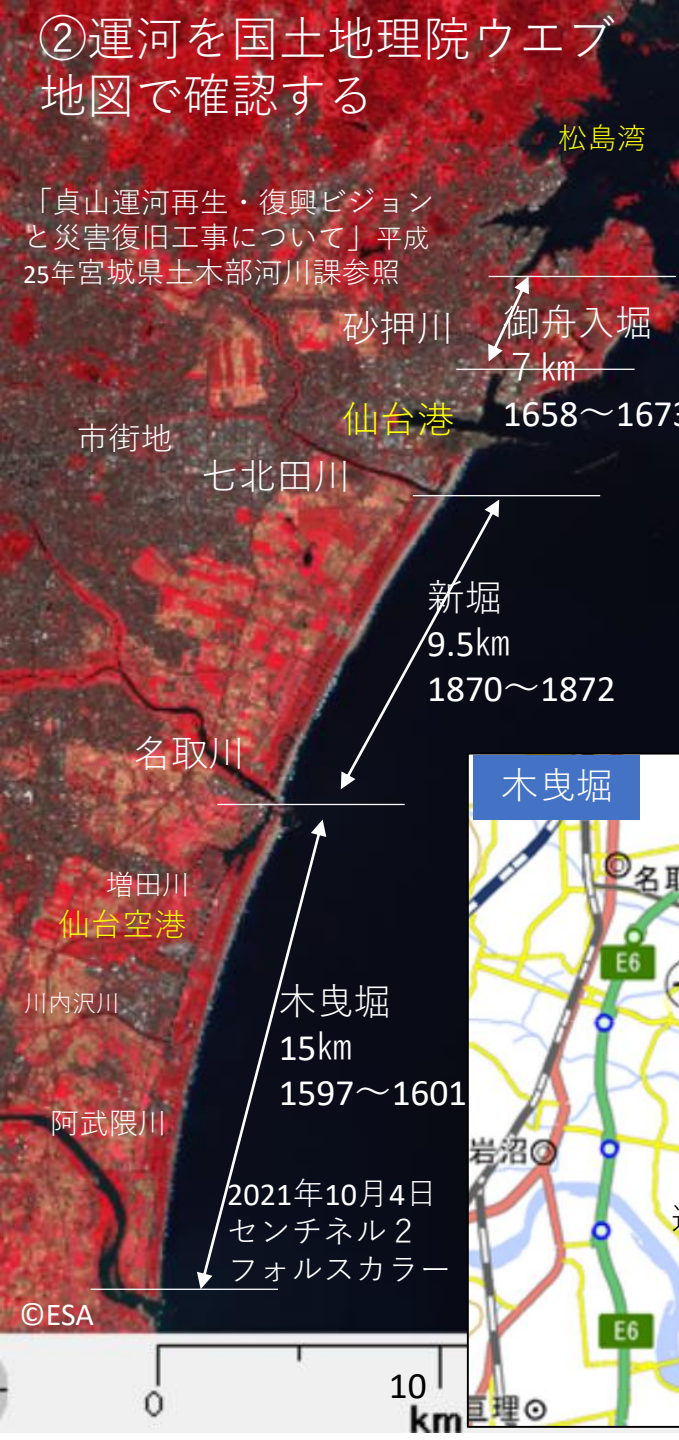 ②運河を国土地理院ウエブ
地図で確認する
松島湾
「貞山運河再生・復興ビジョン
と災害復旧工事について」平成
25年宮城県土木部河川課参照
砂押川
御舟入堀
7 km
1658～1673
仙台港
市街地
七北田川
新堀
9.5㎞
1870～1872
名取川
木曳堀
増田川
仙台空港
川内沢川
木曳堀
15㎞
1597～1601
阿武隈川
2021年10月4日
センチネル２
フォルスカラー
©ESA
0
10
km
名取
E6
岩沼
E6
亘理